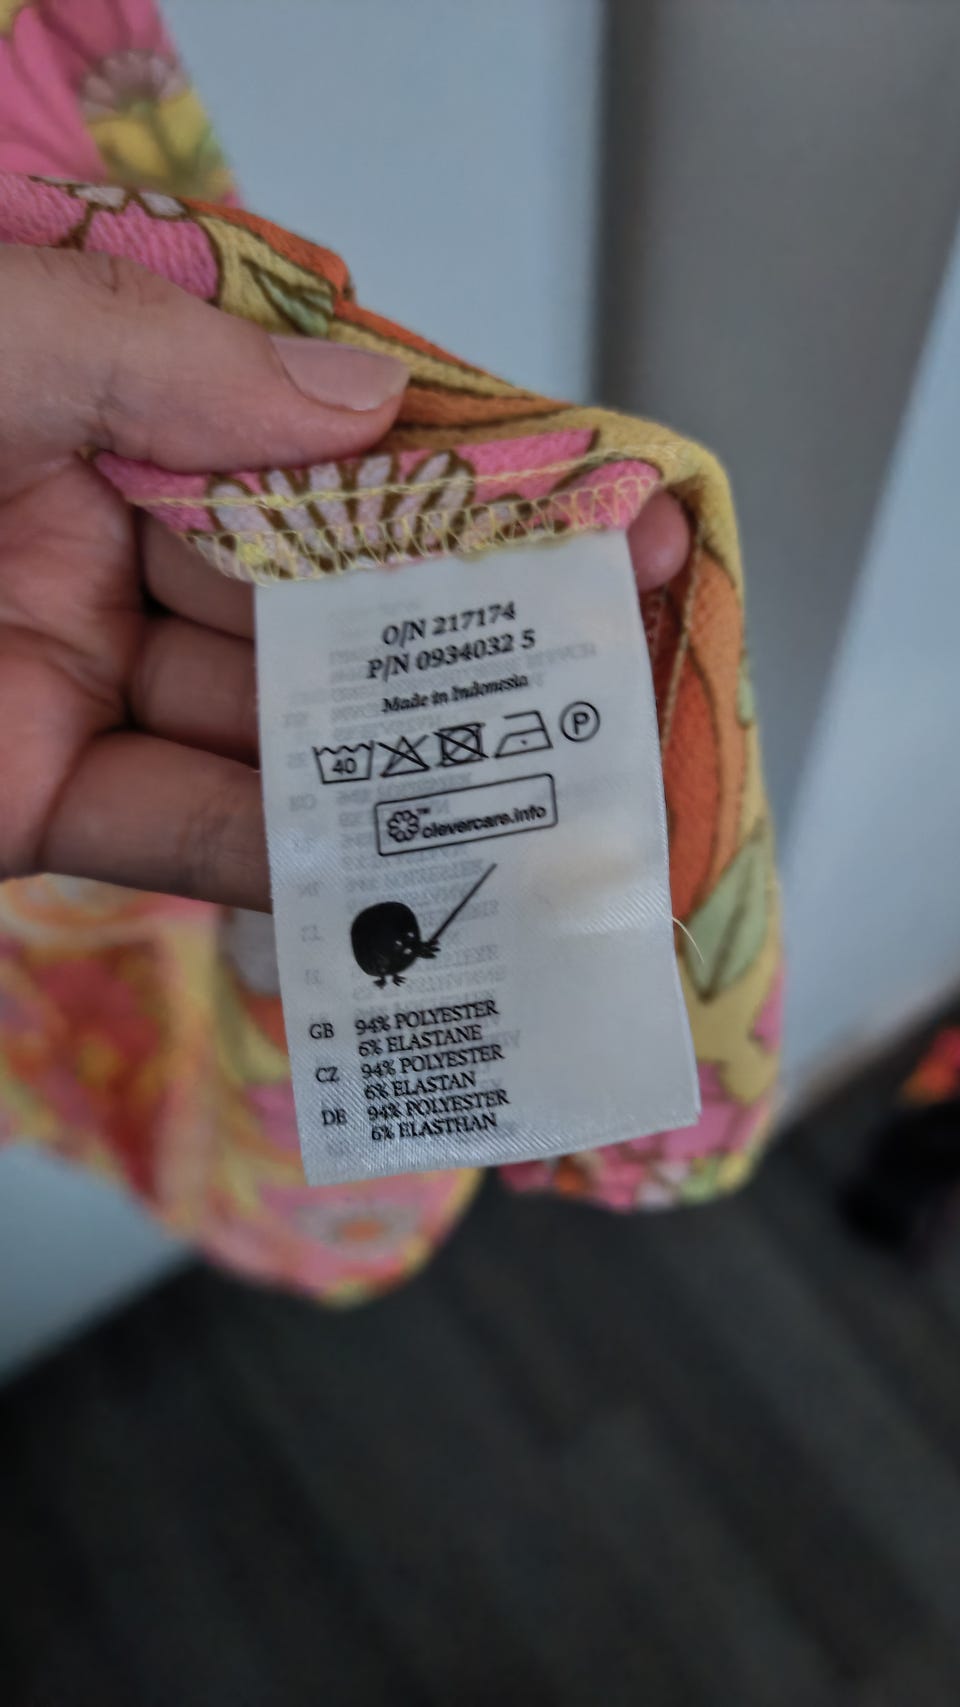 O/N 217174
P/N 0934032 5
Made in Indonesia
40 P
™ clevercare.info
GB 94% POLYESTER
6% ELASTANE
CZ 94% POLYESTER
6% ELASTAN
DE 94% POLYESTER
6% ELASTHAN